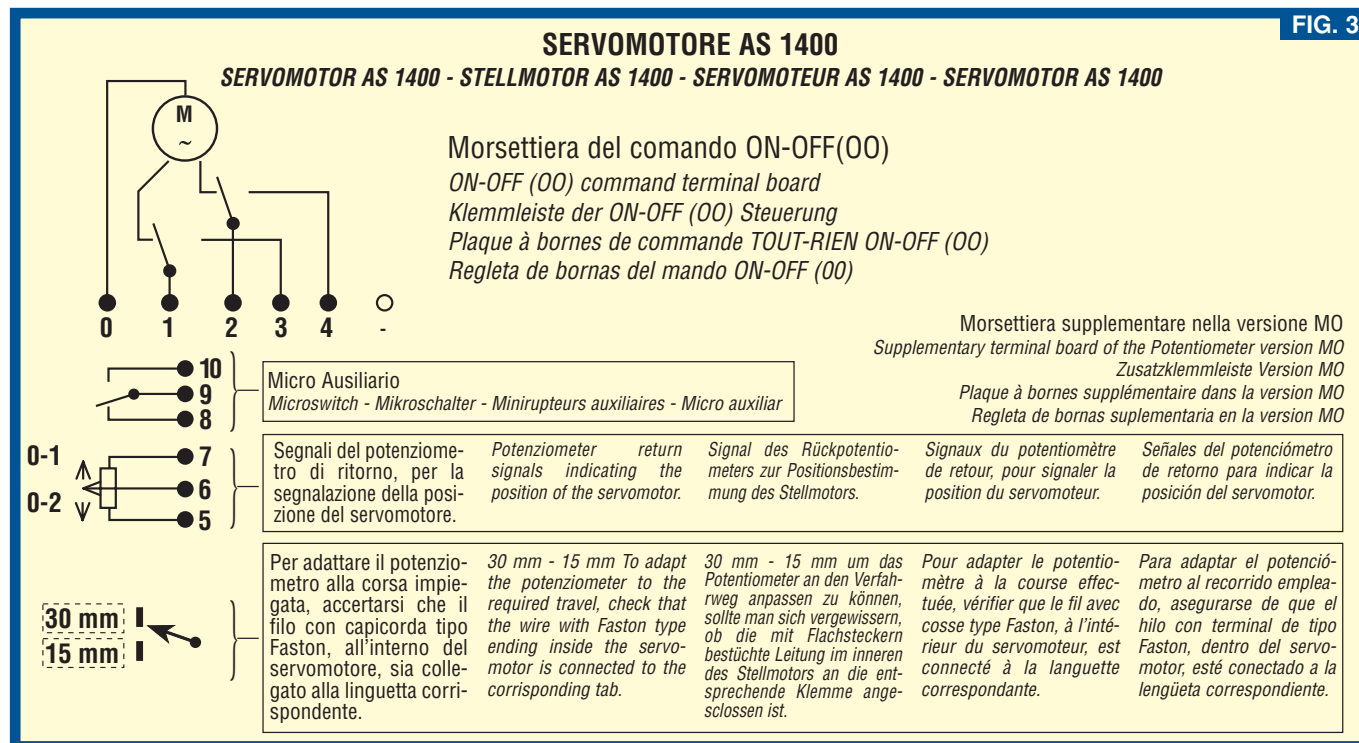 FIG. 3
SERVOMOTORE AS 1400
SERVOMOTOR AS 1400 - STELLMOTOR AS 1400 - SERVOMOTEUR AS 1400 - SERVOMOTOR AS 1400
M
~
Morsettiera del comando ON-OFF(OO)
ON-OFF (OO) command terminal board
Klemmleiste der ON-OFF (OO) Steuerung
Plaque à bornes de commande TOUT-RIEN ON-OFF (OO)
Regleta de bornas del mando ON-OFF (00)
0 1 2 3 4 -
Morsettiera supplementare nella versione MO
Supplementary terminal board of the Potentiometer version MO
Zusatzklemmleiste Version MO
Plaque à bornes supplémentaire dans la version MO
Regleta de bornas suplementaria en la version MO
10
9
8
Micro Ausiliario
Microswitch - Mikroschalter - Minirupteurs auxiliaires - Micro auxiliar
0-1
0-2
7
6
5
Segnali del potenziome-
tro di ritorno, per la
segnalazione della posi-
zione del servomotore.
Potenziometer return
signals indicating the
position of the servomotor.
Signal des Rückpotentio-
meters zur Positionsbestim-
mung des Stellmotors.
Signaux du potentiomètre
de retour, pour signaler la
position du servomoteur.
Señales del potenciómetro
de retorno para indicar la
posición del servomotor.
30 mm
15 mm
Per adattare il potenzio-
metro alla corsa impie-
gata, accertarsi che il
filo con capicorda tipo
Faston, all'interno del
servomotore, sia colle-
gato alla linguetta corri-
spondente.
30 mm - 15 mm To adapt
the potenziometer to the
required travel, check that
the wire with Faston type
ending inside the servo-
motor is connected to the
corrisponding tab.
30 mm - 15 mm um das
Potentiometer an den Verfah-
rweg anpassen zu können,
sollte man sich vergewissern,
ob die mit Flachsteckern
bestüchte Leitung im inneren
des Stellmotors an die ent-
sprechende Klemme ange-
sclossen ist.
Pour adapter le potentio-
mètre à la course effec-
tuée, vérifier que le fil avec
cosse type Faston, à l'inté-
rieur du servomoteur, est
connecté à la languette
correspondante.
Para adaptar el potenció-
metro al recorrido emplea-
do, asegurarse de que el
hilo con terminal de tipo
Faston, dentro del servo-
motor, esté conectado a la
lengüeta correspondiente.